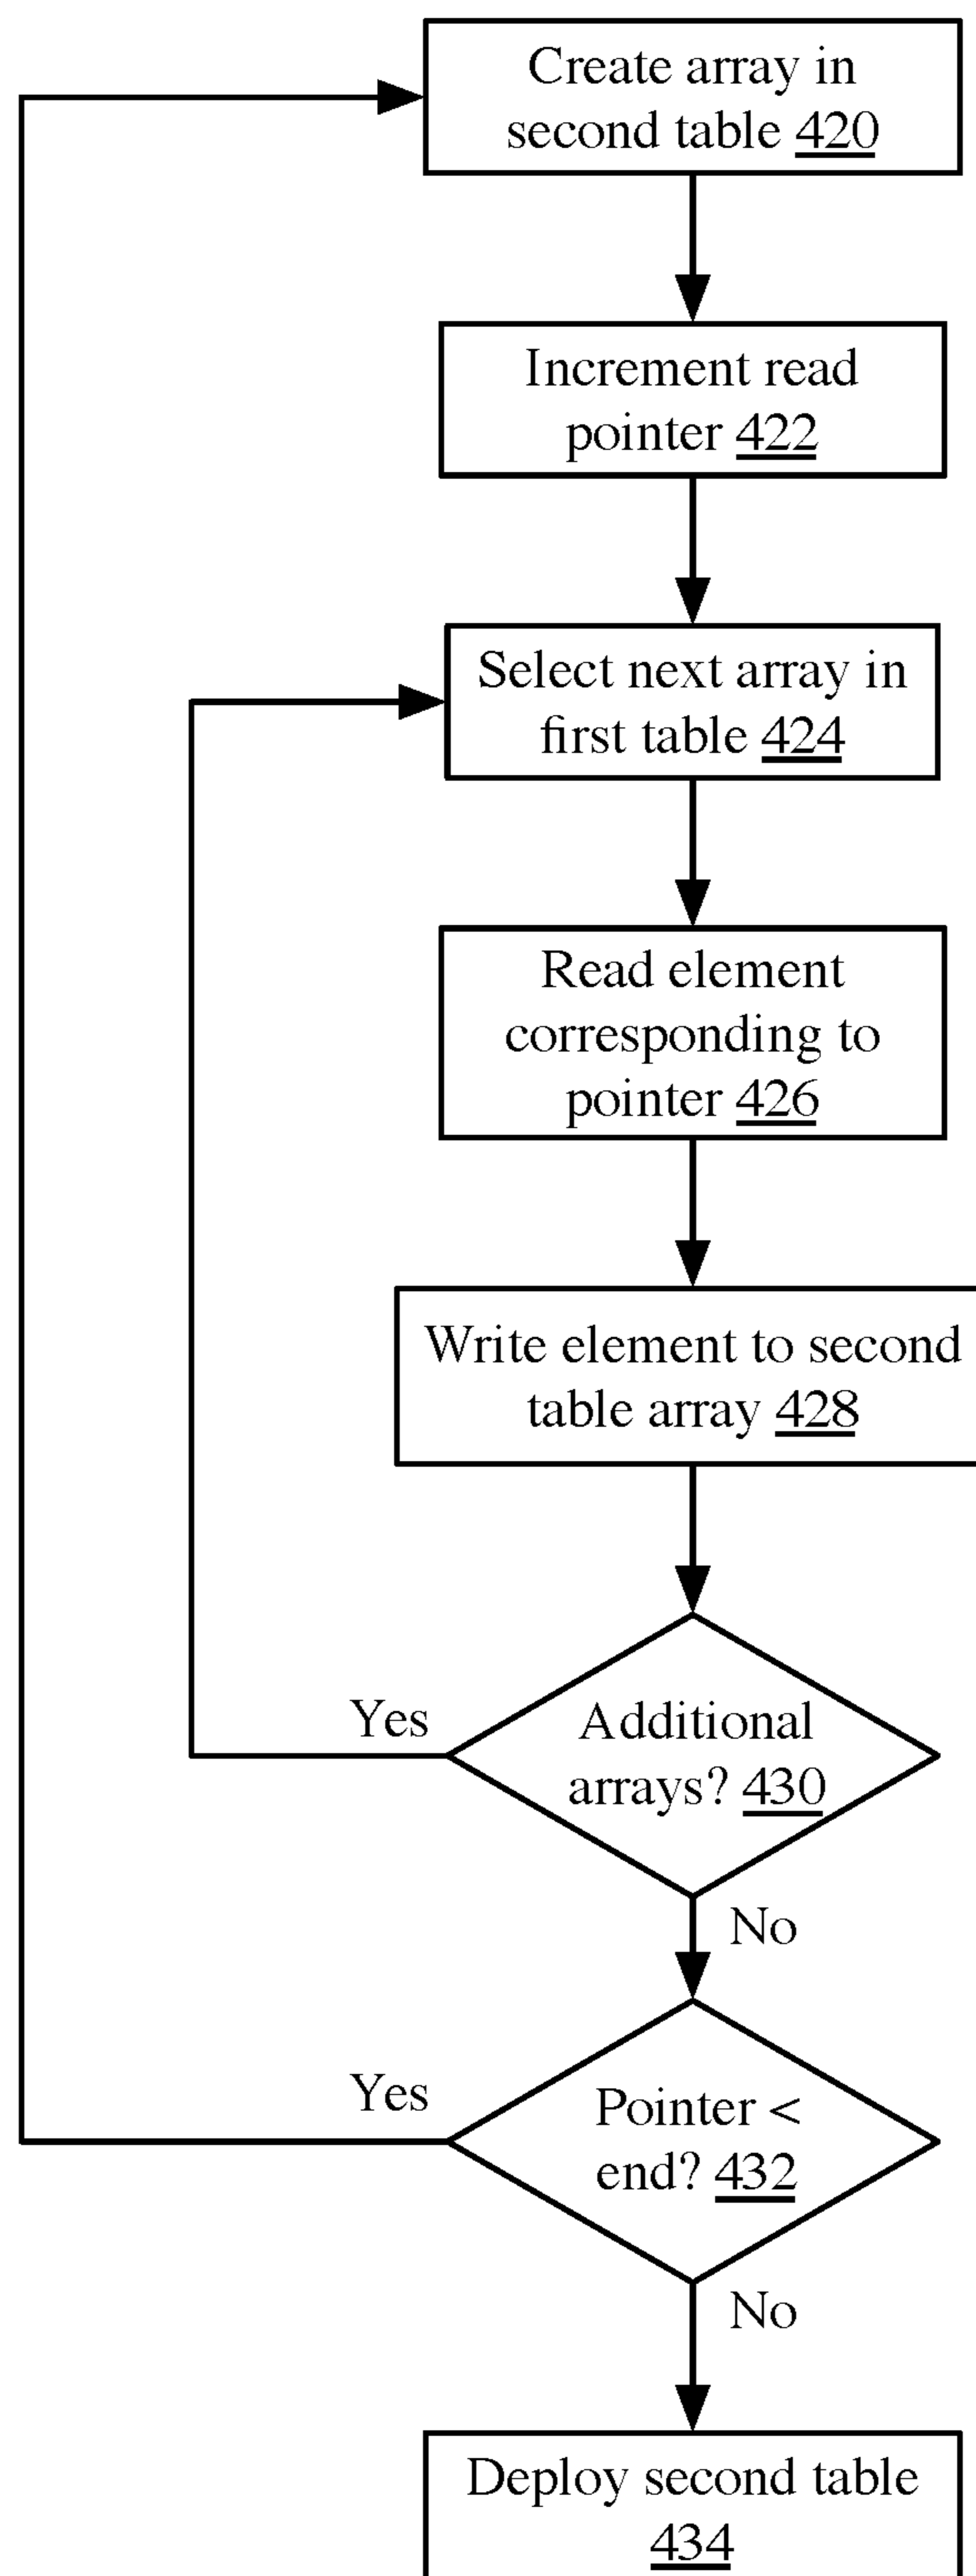 Create array in
second table 420
Increment read
pointer 422
Select next array in
first table 424
Read element
corresponding to
pointer 426
Write element to second
table array 428
Yes
Additional
arrays? 430
No
Yes
Pointer <
end? 432
No
Deploy second table
434